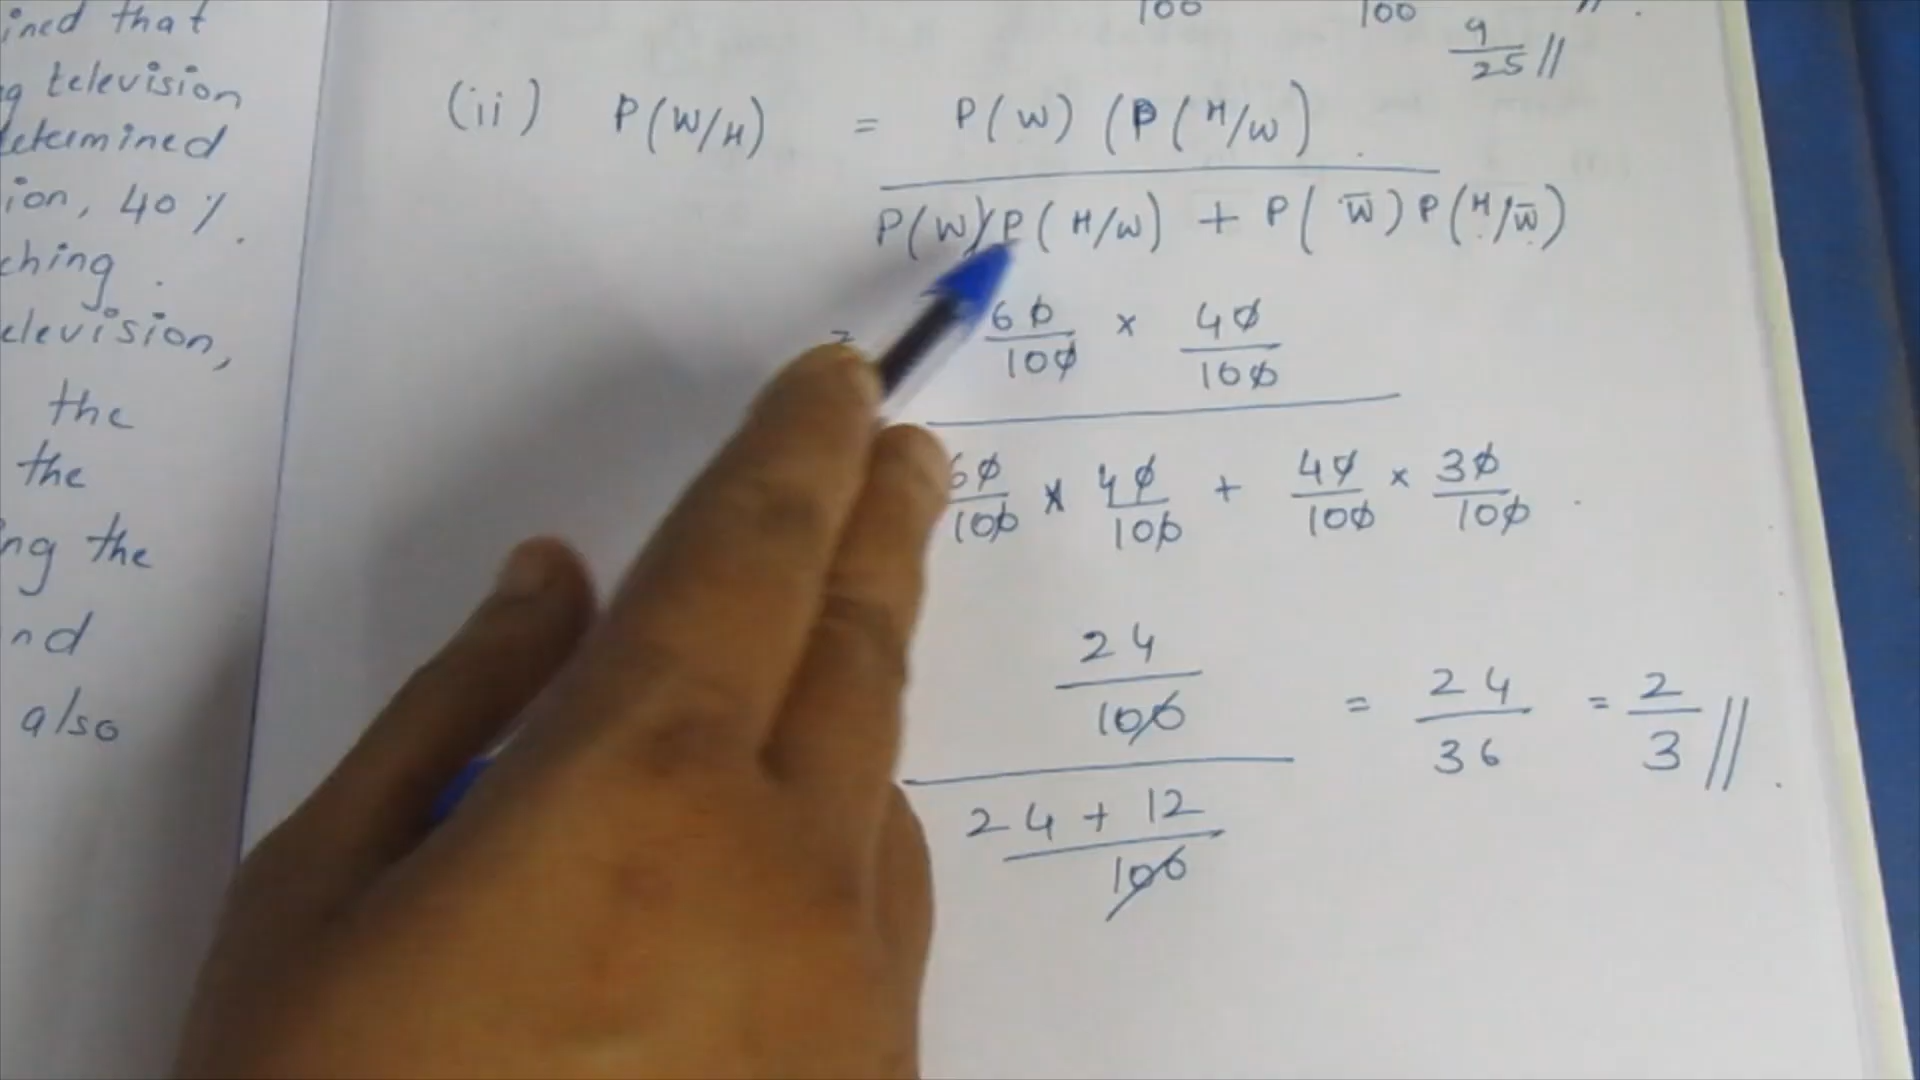 ined that
g television
determined
ion, 40 %.
ching.
elevision,
the
the
ng the
nd
also
100 100 //.
9/25 //
(ii) P(W/H) = P(W) (P(H/W)
P(W) P(H/W) + P(W̅) P(H/W̅)
60/100 × 40/100
60/100 × 40/100 + 40/100 × 30/100
24/100 = 24/36 = 2/3 //.
24 + 12/100